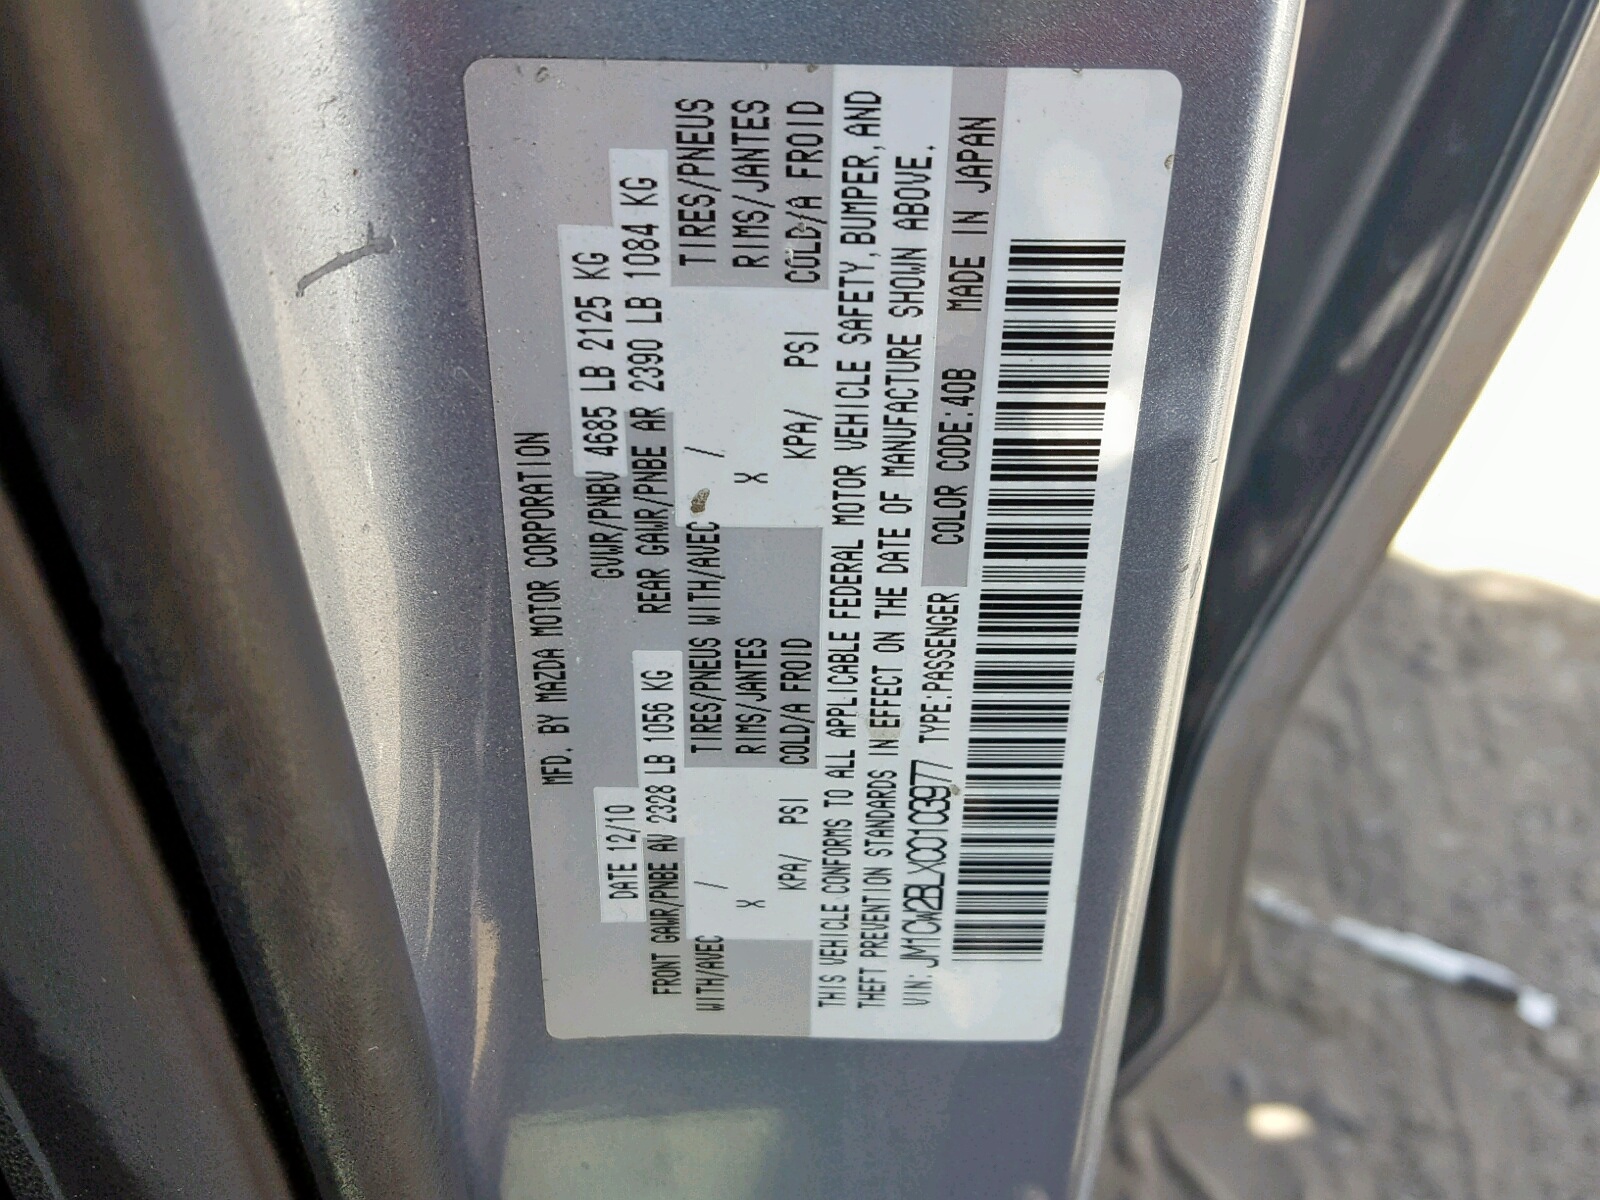 MFD. BY MAZDA MOTOR CORPORATION
DATE 12/10 GVWR/PNBV 4685 LB 2125 KG
FRONT GAWR/PNBE AV 2328 LB 1056 KG REAR GAWR/PNBE AR 2390 LB 1084 KG
WITH/AVEC / TIRES/PNEUS WITH/AVEC / TIRES/PNEUS
X RIMS/JANTES X RIMS/JANTES
KPA/ PSI COLD/A FROID KPA/ PSI COLD/A FROID
THIS VEHICLE CONFORMS TO ALL APPLICABLE FEDERAL MOTOR VEHICLE SAFETY, BUMPER, AND
THEFT PREVENTION STANDARDS IN EFFECT ON THE DATE OF MANUFACTURE SHOWN ABOVE.
VIN: JM1CW2BLXC0103977 TYPE:PASSENGER COLOR CODE:40B MADE IN JAPAN